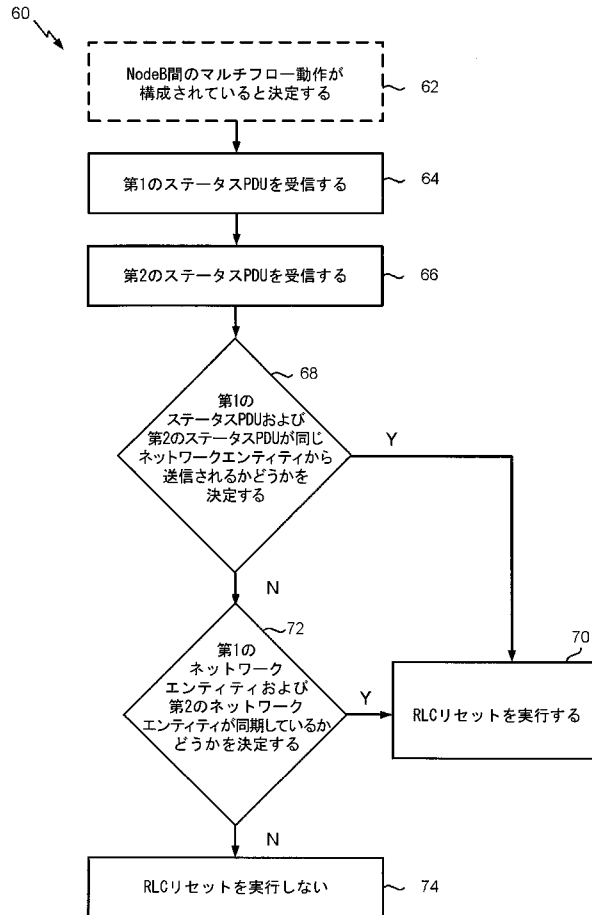 60
NodeB間のマルチフロー動作が
構成されていると決定する
62
第1のステータスPDUを受信する
64
第2のステータスPDUを受信する
66
68
第1の
ステータスPDUおよび
第2のステータスPDUが同じ
ネットワークエンティティから
送信されるかどうかを
決定する
Y
N
72
第1の
ネットワーク
エンティティおよび
第2のネットワーク
エンティティが同期しているか
どうかを決定する
Y
70
RLCリセットを実行する
N
RLCリセットを実行しない
74